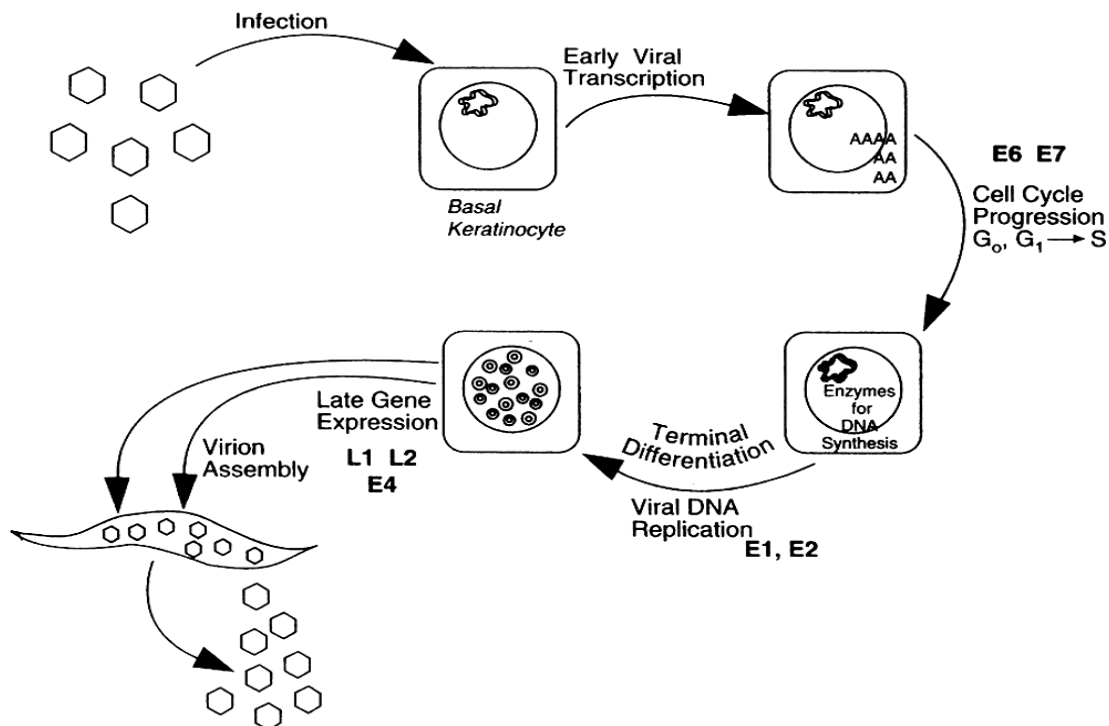 Infection
Basal
Keratinocyte
Early Viral
Transcription
AAAA
AA
AA
E6 E7
Cell Cycle
Progression
G₀, G₁ → S
Enzymes
for
DNA
Synthesis
Terminal
Differentiation
Viral DNA
Replication
E1, E2
Late Gene
Expression
L1 L2
E4
Virion
Assembly